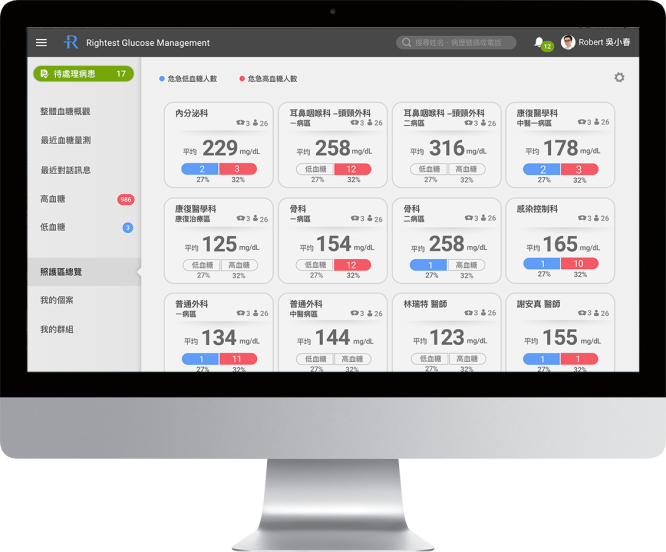 Rightest Glucose Management
搜尋姓名、病歷號碼或電話
12
Robert 吳小春
待處理病患 17
危急低血糖人數
危急高血糖人數
整體血糖概觀
最近血糖量測
最近對話訊息
高血糖 986
低血糖 3
照護區總覽
我的個案
我的群組
內分泌科
3 26
平均 229 mg/dL
2 3
27% 32%
耳鼻咽喉科 –頭頸外科
一病區 3 26
平均 258 mg/dL
低血糖 12
27% 32%
耳鼻咽喉科 –頭頸外科
二病區 3 26
平均 316 mg/dL
低血糖 高血糖
27% 32%
康復醫學科
中醫一病區 3 26
平均 178 mg/dL
2 3
27% 32%
康復醫學科
康復治療區 3 26
平均 125 mg/dL
低血糖 高血糖
27% 32%
骨科
一病區 3 26
平均 154 mg/dL
低血糖 12
27% 32%
骨科
二病區 3 26
平均 258 mg/dL
1 高血糖
27% 32%
感染控制科
3 26
平均 165 mg/dL
1 10
27% 32%
普通外科
一病區 3 26
平均 134 mg/dL
1 11
27% 32%
普通外科
中醫病區 3 26
平均 144 mg/dL
低血糖 高血糖
27% 32%
林瑞特 醫師
3 26
平均 123 mg/dL
低血糖 高血糖
27% 32%
謝安真 醫師
3 26
平均 155 mg/dL
1 1
27% 32%